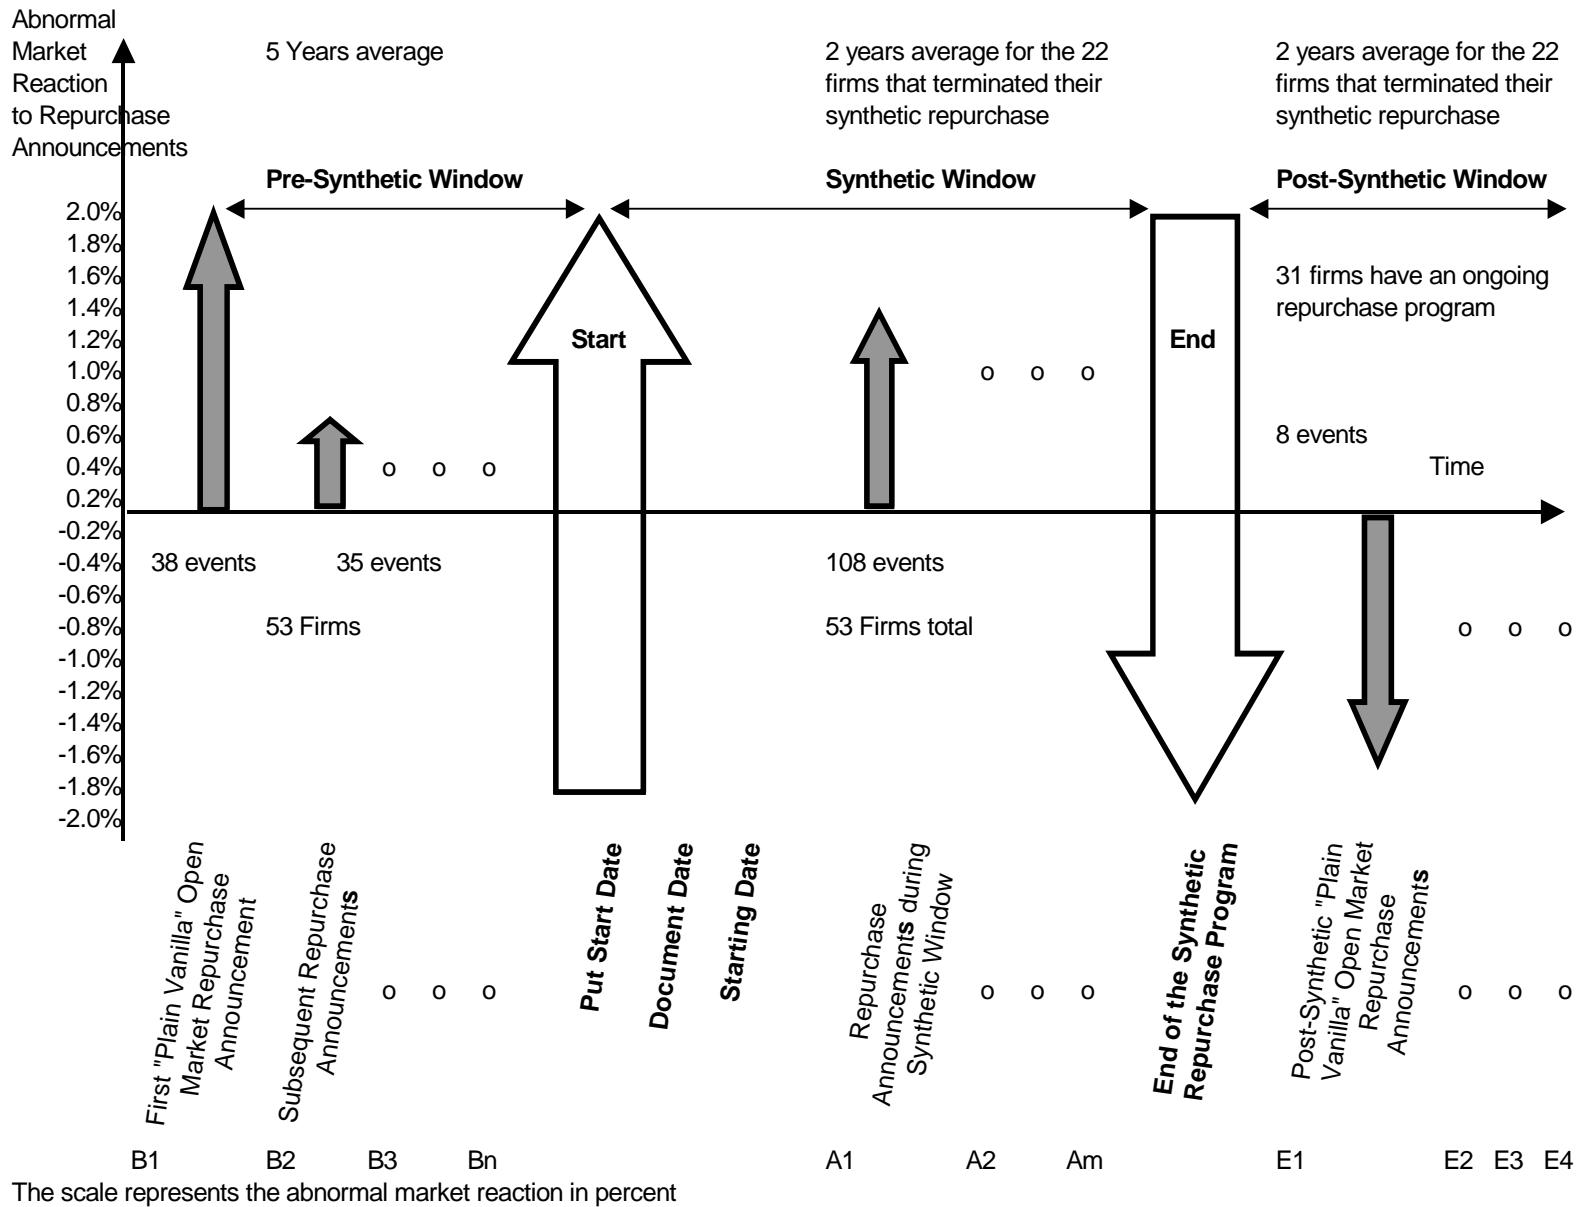 Abnormal
Market
Reaction
to Repurchase
Announcements
5 Years average
2 years average for the 22
firms that terminated their
synthetic repurchase
2 years average for the 22
firms that terminated their
synthetic repurchase
Pre-Synthetic Window
Synthetic Window
Post-Synthetic Window
2.0%
1.8%
1.6%
1.4%
1.2%
1.0%
0.8%
0.6%
0.4%
0.2%
-0.2%
-0.4%
-0.6%
-0.8%
-1.0%
-1.2%
-1.4%
-1.6%
-1.8%
-2.0%
31 firms have an ongoing
repurchase program
Start
End
o o o
8 events
Time
o o o
38 events
35 events
108 events
53 Firms
53 Firms total
o o o
First "Plain Vanilla" Open
Market Repurchase
Announcement
Subsequent Repurchase
Announcements
o o o
Put Start Date
Document Date
Starting Date
Repurchase
Announcements during
Synthetic Window
o o o
End of the Synthetic
Repurchase Program
Post-Synthetic "Plain
Vanilla" Open Market
Repurchase
Announcements
o o o
B1 B2 B3 Bn A1 A2 Am E1 E2 E3 E4
The scale represents the abnormal market reaction in percent